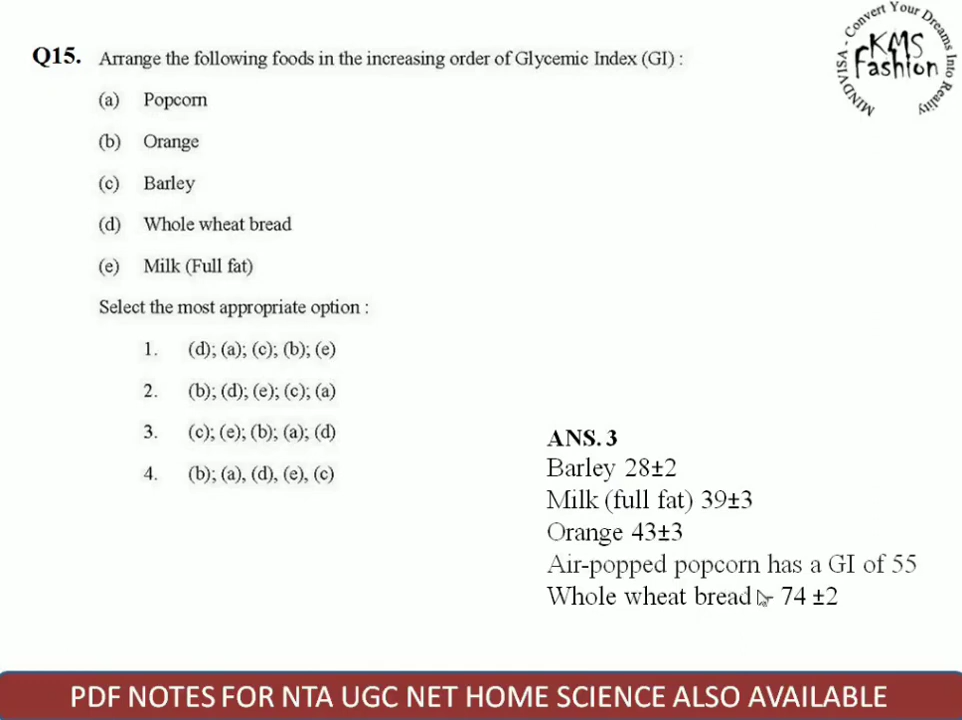 Q15. Arrange the following foods in the increasing order of Glycemic Index (GI) :
(a) Popcorn
(b) Orange
(c) Barley
(d) Whole wheat bread
(e) Milk (Full fat)
Select the most appropriate option :
1. (d); (a); (c); (b); (e)
2. (b); (d); (e); (c); (a)
3. (c); (e); (b); (a); (d)
4. (b); (a), (d), (e), (c)
ANS. 3
Barley 28±2
Milk (full fat) 39±3
Orange 43±3
Air-popped popcorn has a GI of 55
Whole wheat bread - 74 ±2
MINDVISA - Convert Your Dreams Into Reality
KMS
Fashion
PDF NOTES FOR NTA UGC NET HOME SCIENCE ALSO AVAILABLE